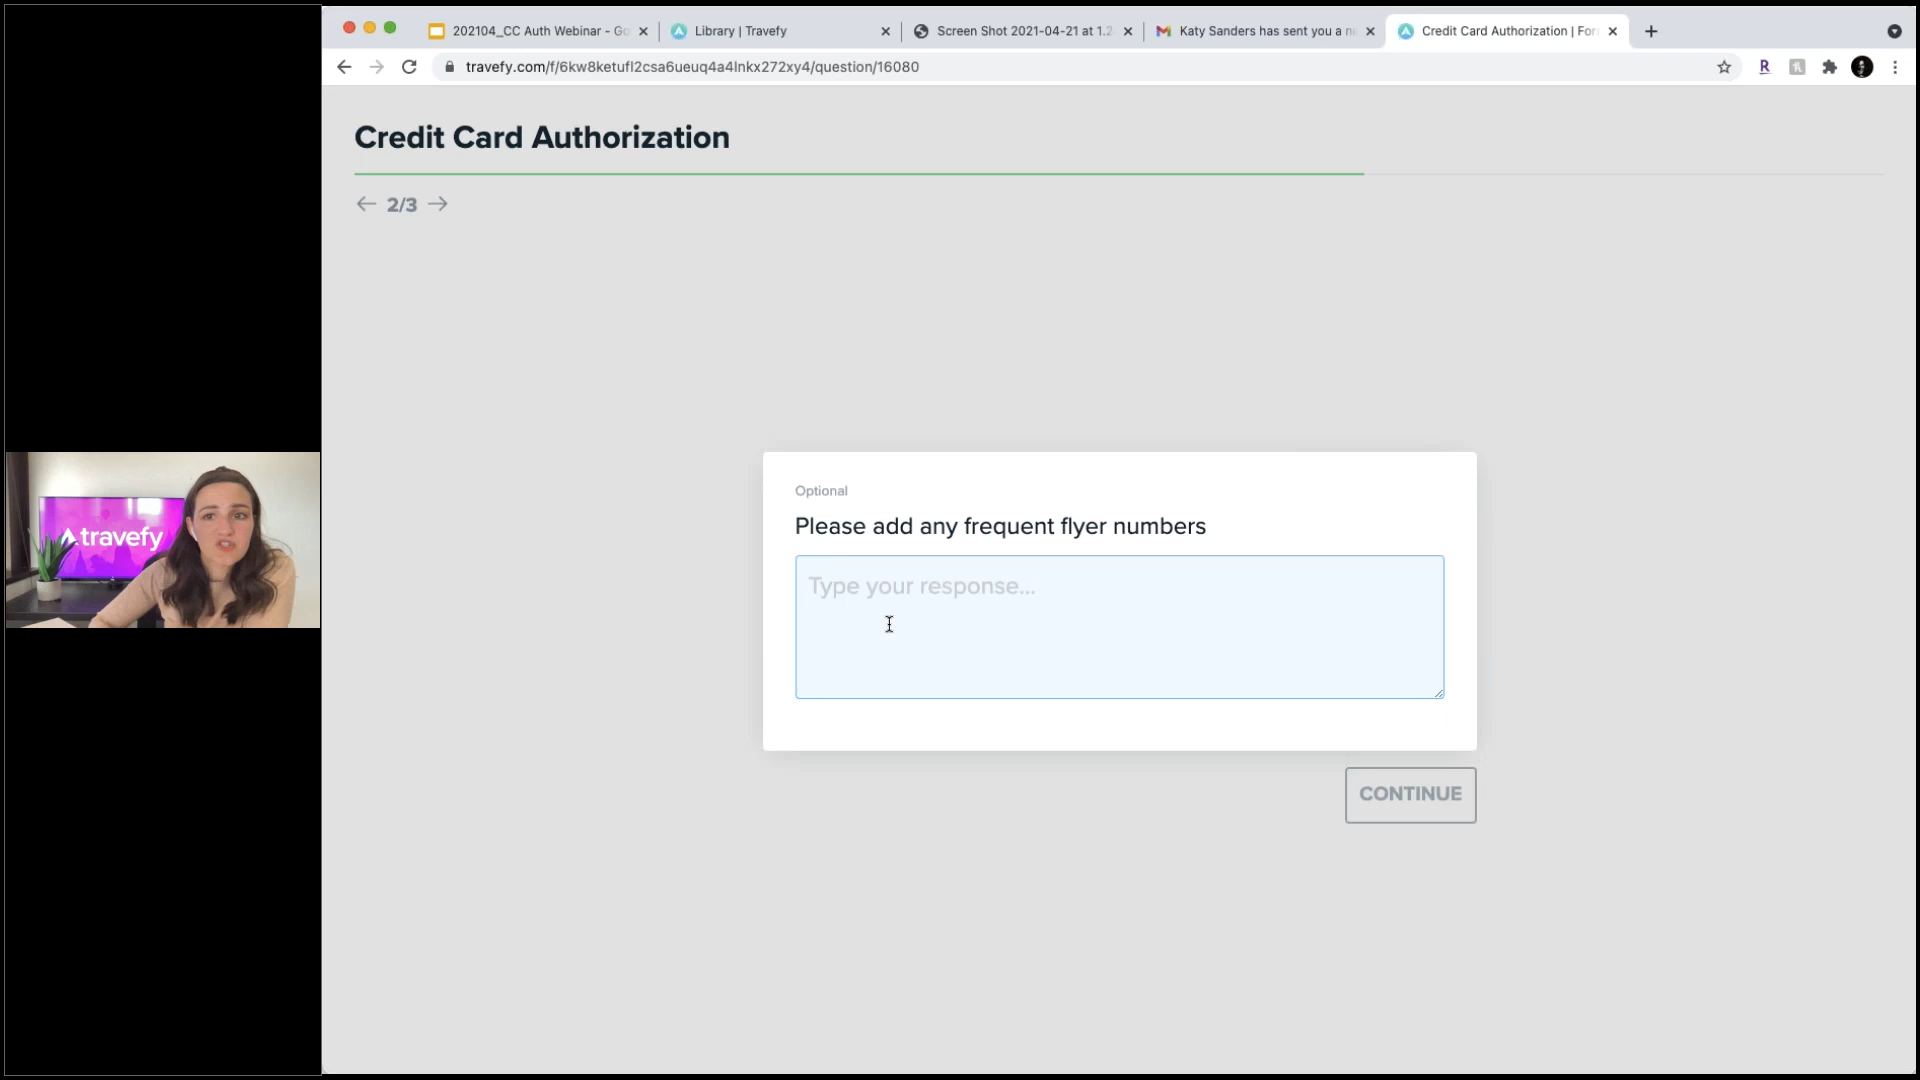 202104_CC Auth Webinar - Go
Library | Travefy
Screen Shot 2021-04-21 at 1.2
Katy Sanders has sent you a n
Credit Card Authorization | For
travefy.com/f/6kw8ketufl2csa6ueuq4a4lnkx272xy4/question/16080
R
Credit Card Authorization
2/3
Optional
Please add any frequent flyer numbers
Type your response...
CONTINUE
travefy